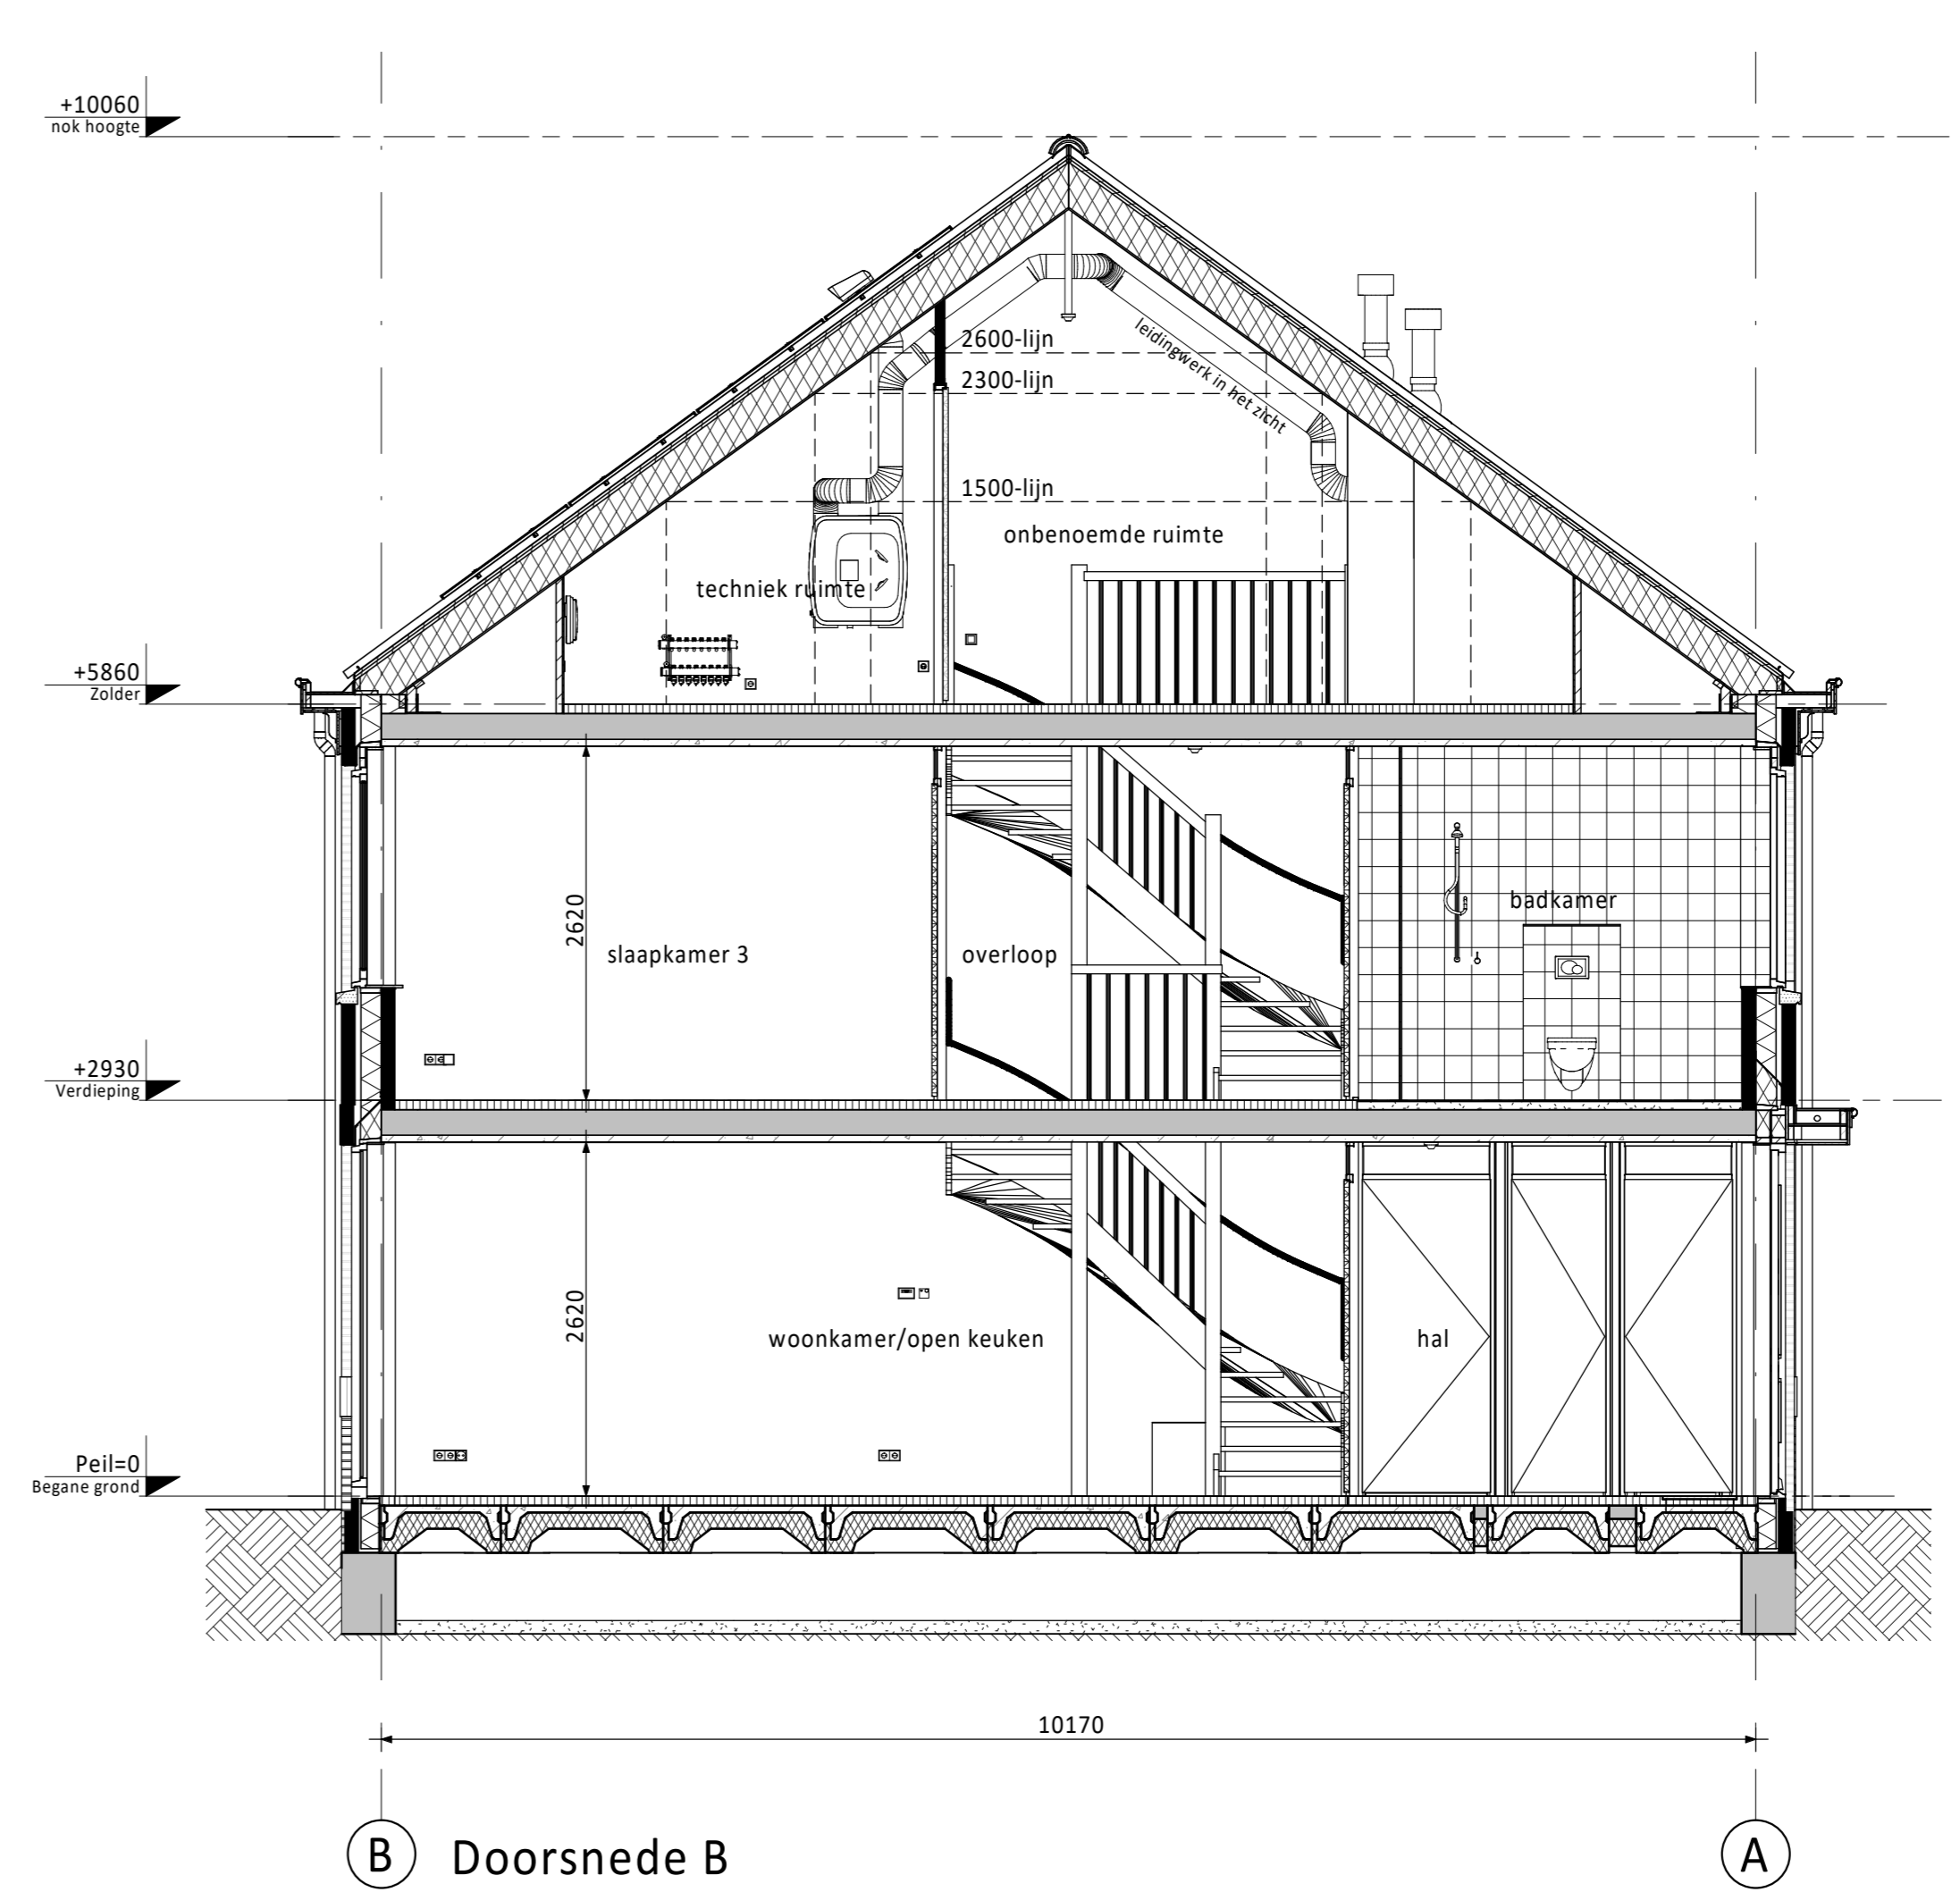 +10060
nok hoogte
2600-lijn
leidingwerk in het zicht
2300-lijn
1500-lijn
onbenoemde ruimte
techniek ruimte
+5860
Zolder
2620
slaapkamer 3
overloop
badkamer
+2930
Verdieping
2620
woonkamer/open keuken
hal
Peil=0
Begane grond
10170
B
Doorsnede B
A